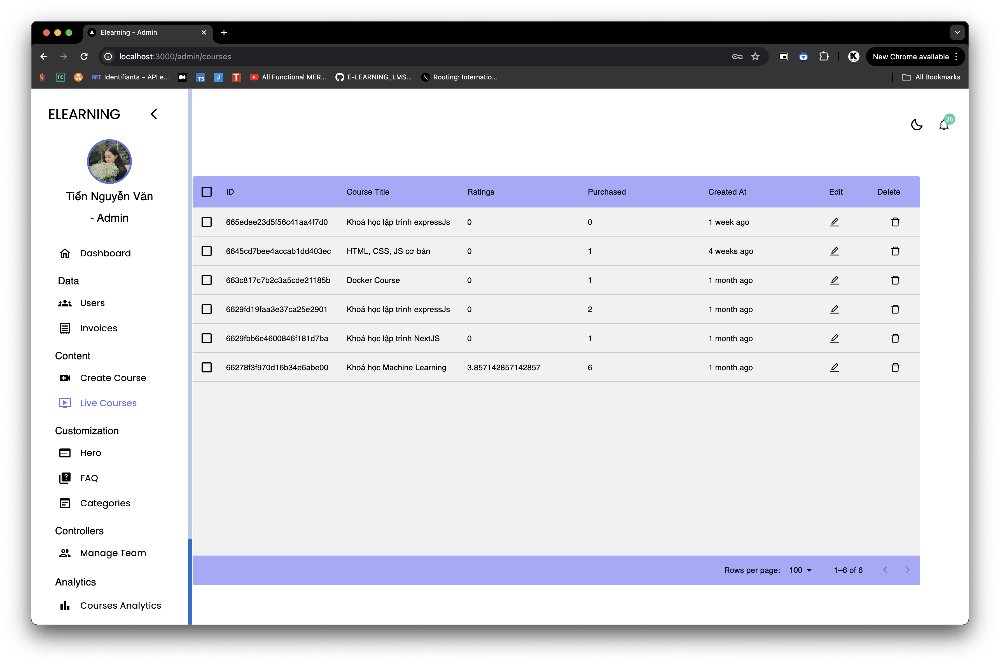 Elearning - Admin
localhost:3000/admin/courses
New Chrome available
TC
API Identifiants – API e...
TS
J
T
All Functional MER...
E-LEARNING_LMS...
N
Routing: Internatio...
All Bookmarks
ELEARNING
35
Tiến Nguyễn Văn
- Admin
Dashboard
Data
Users
Invoices
Content
Create Course
Live Courses
Customization
Hero
FAQ
Categories
Controllers
Manage Team
Analytics
Courses Analytics
ID Course Title Ratings Purchased Created At Edit Delete
665edee23d5f56c41aa4f7d0 Khoá học lập trình expressJs 0 0 1 week ago
6645cd7bee4accab1dd403ec HTML, CSS, JS cơ bản 0 1 4 weeks ago
663c817c7b2c3a5cde21185b Docker Course 0 1 1 month ago
6629fd19faa3e37ca25e2901 Khoá học lập trình expressJs 0 2 1 month ago
6629fbb6e4600846f181d7ba Khoá học lập trình NextJS 0 1 1 month ago
66278f3f970d16b34e6abe00 Khoá học Machine Learning 3.857142857142857 6 1 month ago
Rows per page: 100 1–6 of 6